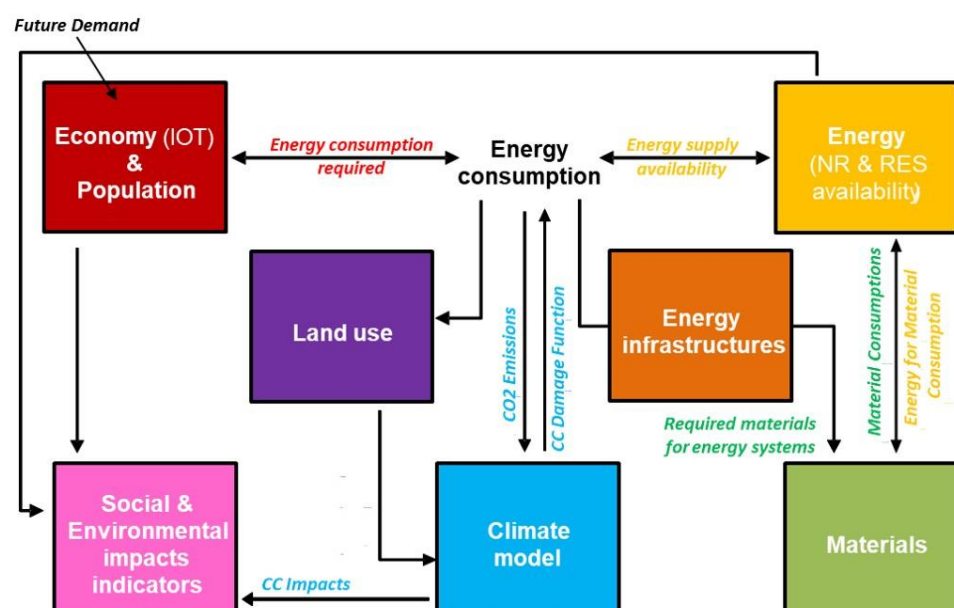 Future Demand
Economy (IOT)
&
Population
Energy consumption
required
Energy
consumption
Energy supply
availability
Energy
(NR & RES
availability)
Land use
CO2 Emissions
CC Damage Function
Energy
infrastructures
Material Consumptions
Energy for Material
Consumption
Required materials
for energy systems
Social &
Environmental
impacts
indicators
CC Impacts
Climate
model
Materials